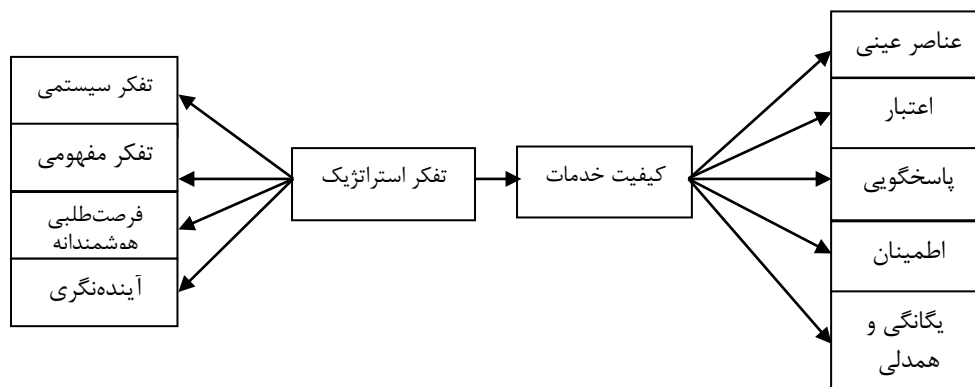 عناصر عینی
اعتبار
پاسخگویی
اطمینان
یگانگی و
همدلی
کیفیت خدمات
تفکر استراتژیک
تفکر سیستمی
تفکر مفهومی
فرصت‌طلبی
هوشمندانه
آینده‌نگری